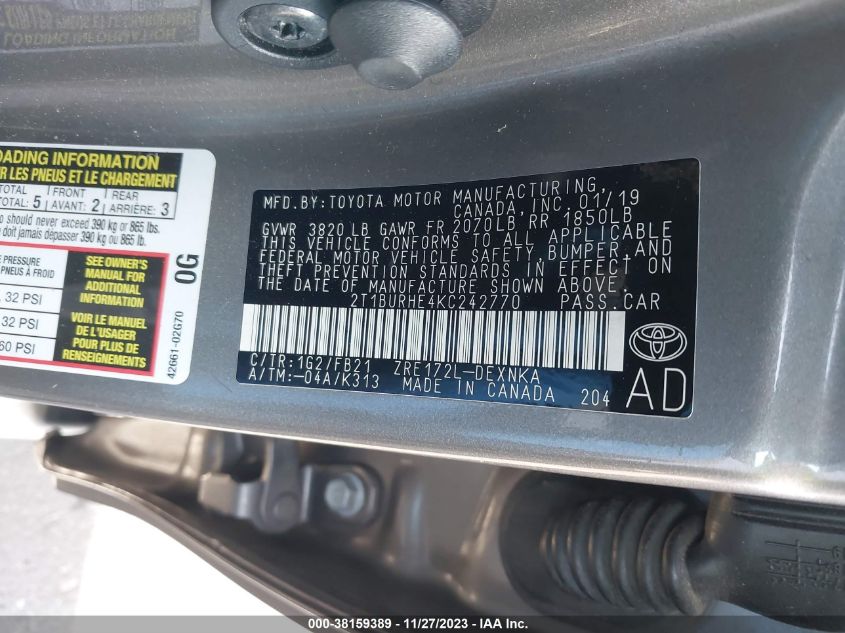 LOADING INFORMATION
OADING INFORMATION
R LES PNEUS ET LE CHARGEMENT
TOTAL 5 FRONT AVANT: 2 REAR ARRIÈRE: 3
o should never exceed 390 kg or 865 lbs.
e doit jamais dépasser 390 kg ou 865 lb.
PRESSURE
PNEUS À FROID
32 PSI
32 PSI
60 PSI
SEE OWNER'S
MANUAL FOR
ADDITIONAL
INFORMATION
VOIR LE MANUEL
DE L'USAGER
POUR PLUS DE
RENSEIGNEMENTS
0G
42661-02G70
MFD.BY:TOYOTA MOTOR MANUFACTURING,
CANADA, INC. 01/19
GVWR 3820 LB GAWR FR 2070LB RR 1850LB
THIS VEHICLE CONFORMS TO ALL APPLICABLE
FEDERAL MOTOR VEHICLE SAFETY,BUMPER,AND
THEFT PREVENTION STANDARDS IN EFFECT ON
THE DATE OF MANUFACTURE SHOWN ABOVE.
2T1BURHE4KC242770 PASS.CAR
C/TR:1G2/FB21 ZRE172L-DEXNKA
A/TM:-04A/K313 MADE IN CANADA 204
AD
000-38159389 - 11/27/2023 - 1000-IAA-LLC